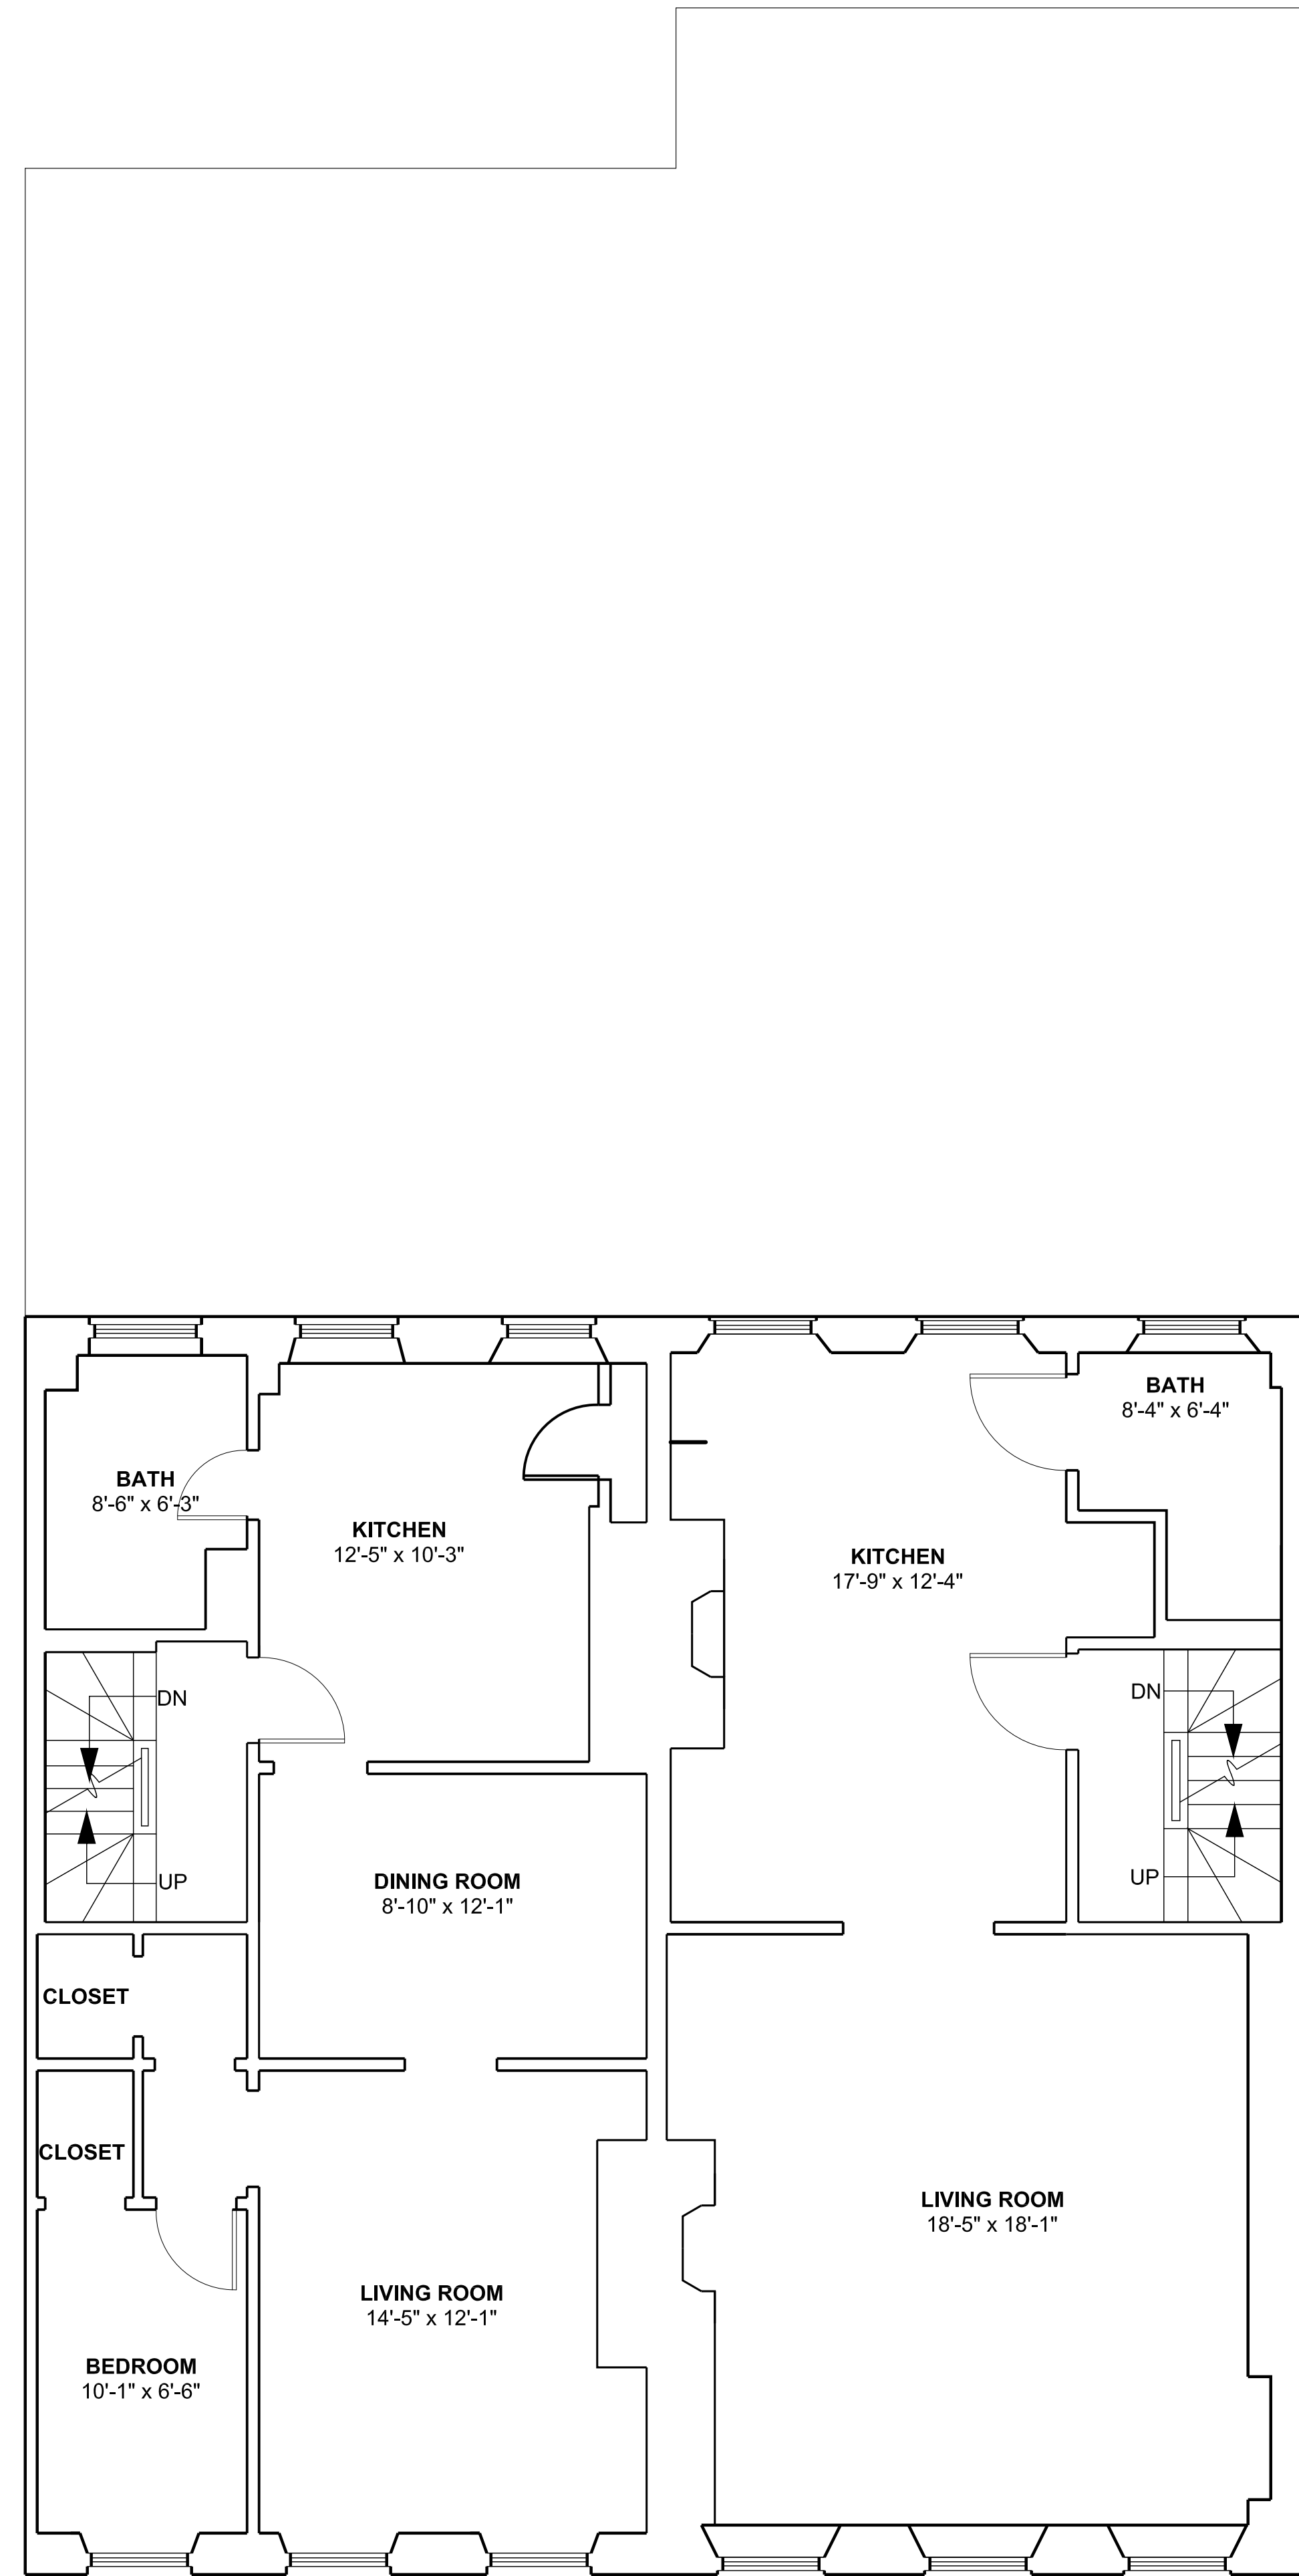 BATH
8'-4" x 6'-4"
BATH
8'-6" x 6'-3"
KITCHEN
12'-5" x 10'-3"
KITCHEN
17'-9" x 12'-4"
DN
DN
UP
UP
DINING ROOM
8'-10" x 12'-1"
CLOSET
CLOSET
LIVING ROOM
18'-5" x 18'-1"
LIVING ROOM
14'-5" x 12'-1"
BEDROOM
10'-1" x 6'-6"